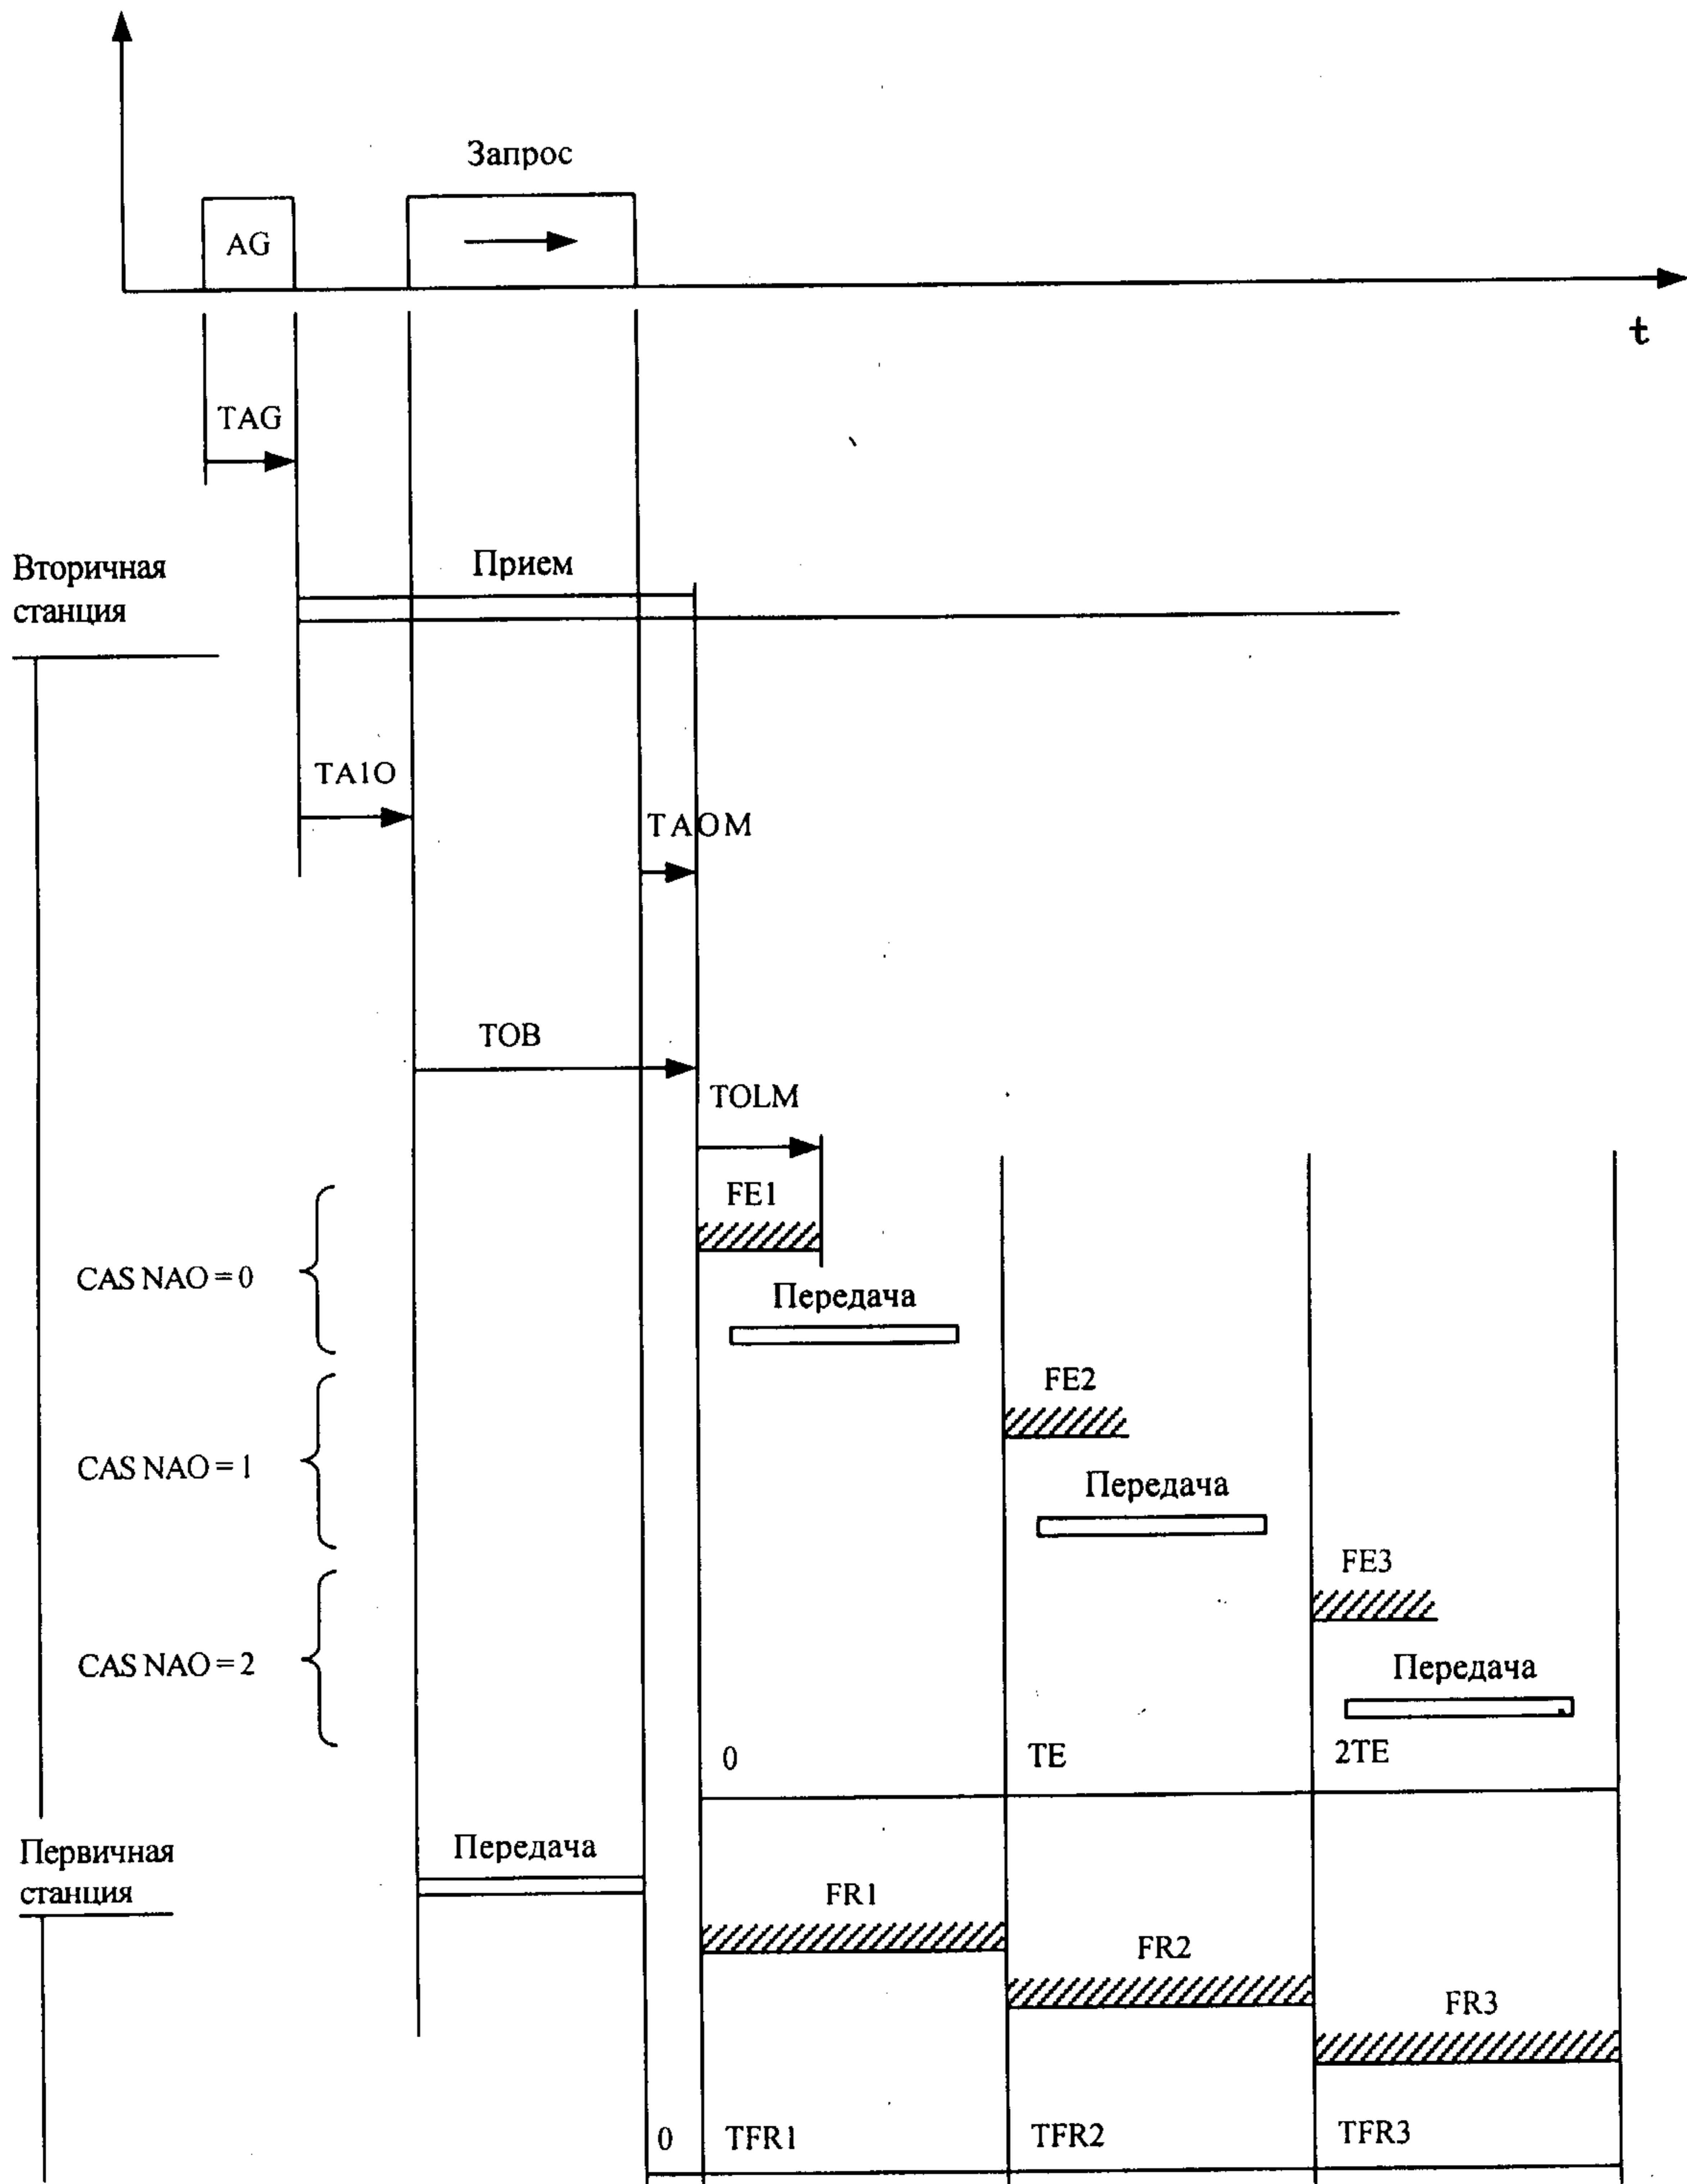 Запрос
AG
t
TAG
Вторичная
станция
Прием
TA1O
TAOM
TOB
TOLM
FE1
CAS NAO = 0
Передача
FE2
CAS NAO = 1
Передача
FE3
CAS NAO = 2
Передача
0
TE
2TE
Первичная
станция
Передача
FR1
FR2
FR3
0
TFR1
TFR2
TFR3